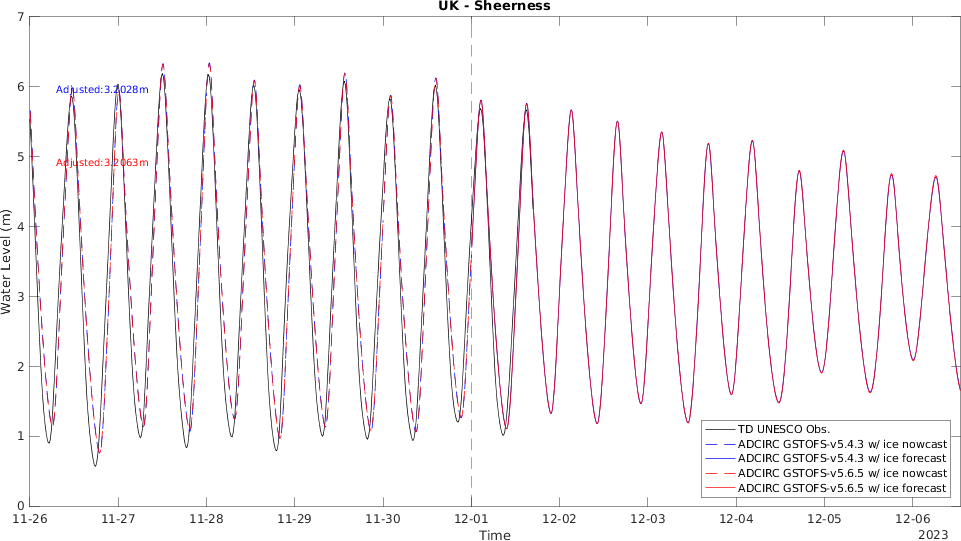 UK - Sheerness
7
6
5
4
3
2
1
0
Water Level (m)
Adjusted:3.2028m
Adjusted:3.2063m
TD UNESCO Obs.
ADCIRC GSTOFS-v5.4.3 w/ ice nowcast
ADCIRC GSTOFS-v5.4.3 w/ ice forecast
ADCIRC GSTOFS-v5.6.5 w/ ice nowcast
ADCIRC GSTOFS-v5.6.5 w/ ice forecast
11-26 11-27 11-28 11-29 11-30 12-01 12-02 12-03 12-04 12-05 12-06
Time
2023